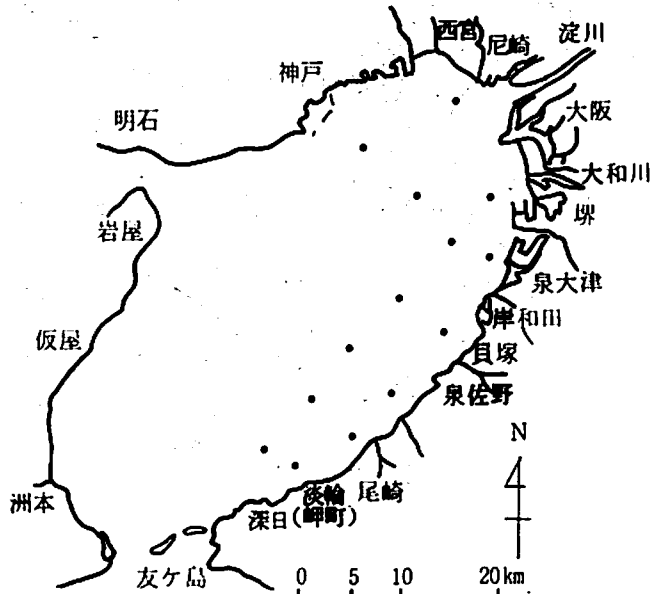 西宮
尼崎
淀川
神戸
大阪
明石
大和川
堺
岩屋
泉大津
岸和田
仮屋
貝塚
泉佐野
N
洲本
尾崎
淡輪
深日(岬町)
友ケ島
0 5 10 20km